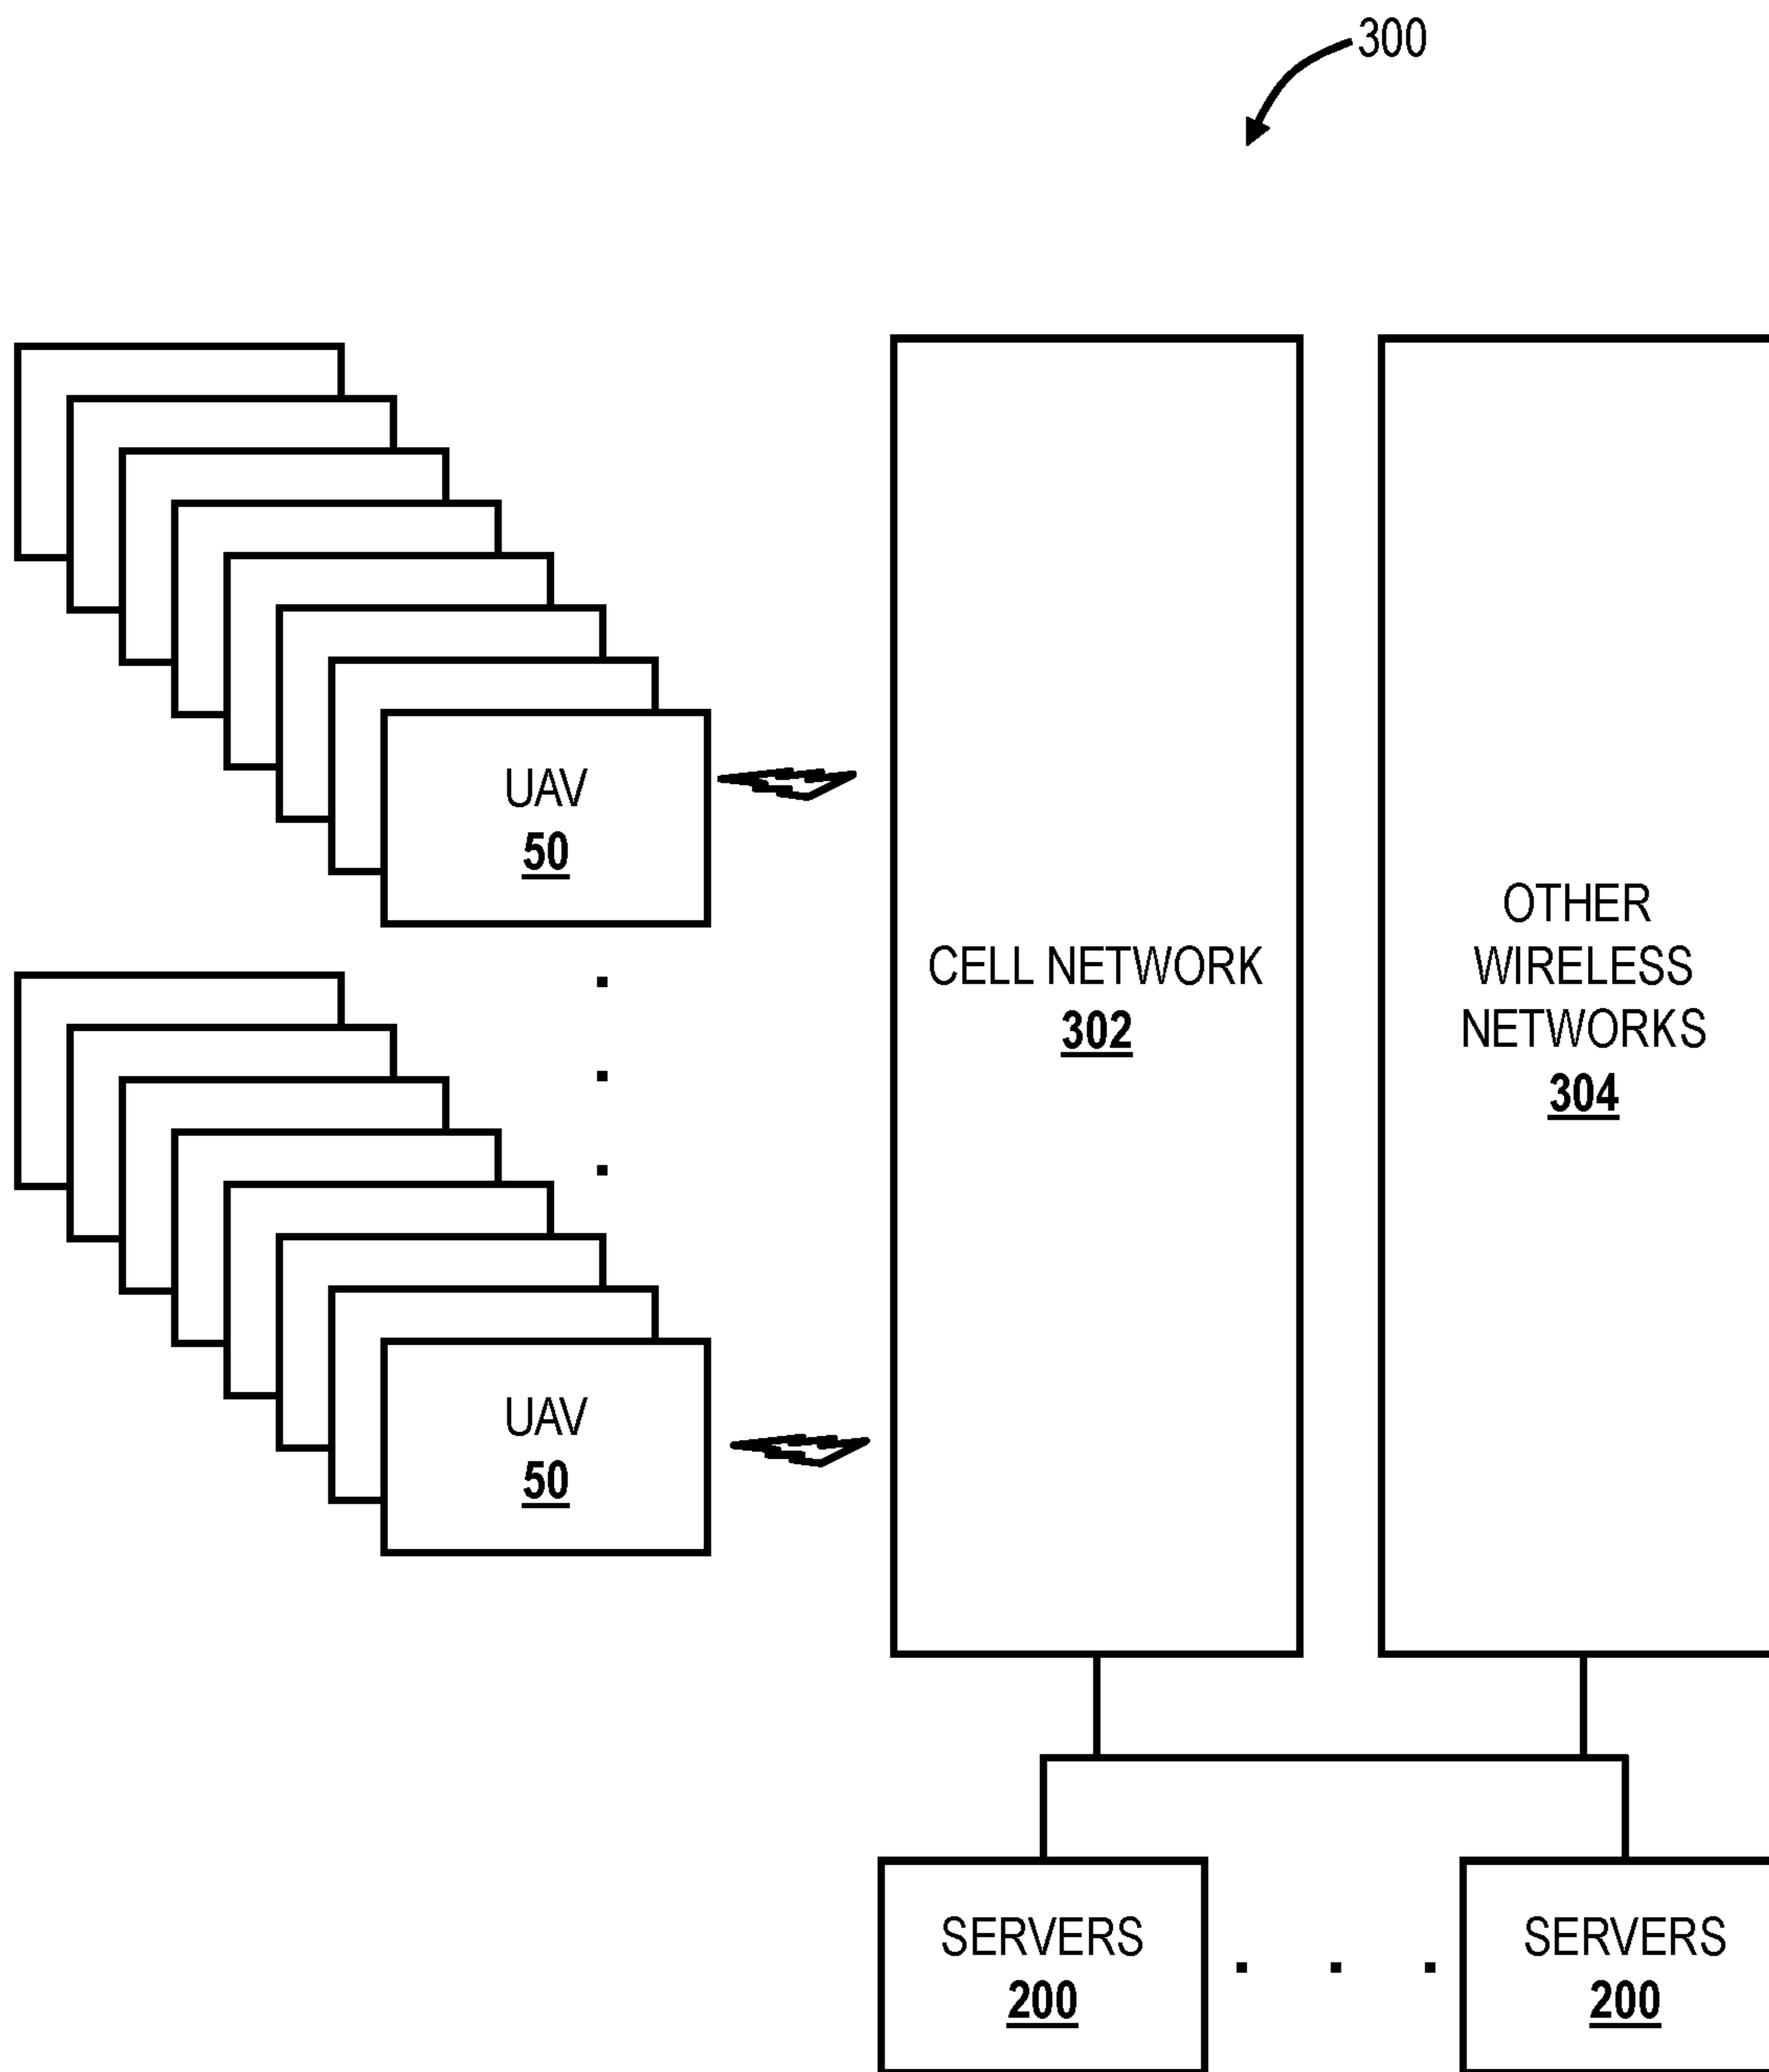 300
UAV
50
CELL NETWORK
302
OTHER
WIRELESS
NETWORKS
304
UAV
50
SERVERS
200
SERVERS
200